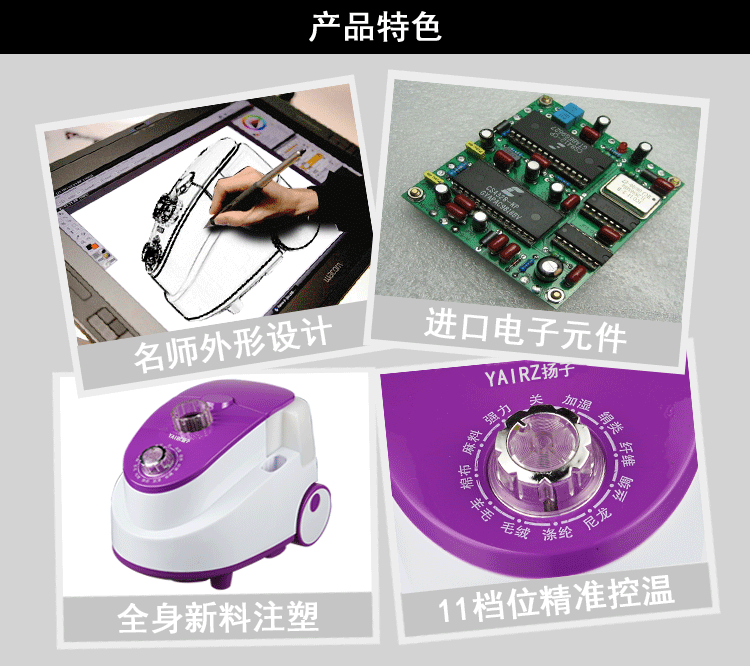 产品特色
wacom
名师外形设计
进口电子元件
YAIRZ扬子
关
加湿
绢类
纤维
尼龙
涤纶
毛绒
羊毛
棉布
麻料
强力
全身新料注塑
11档位精准控温